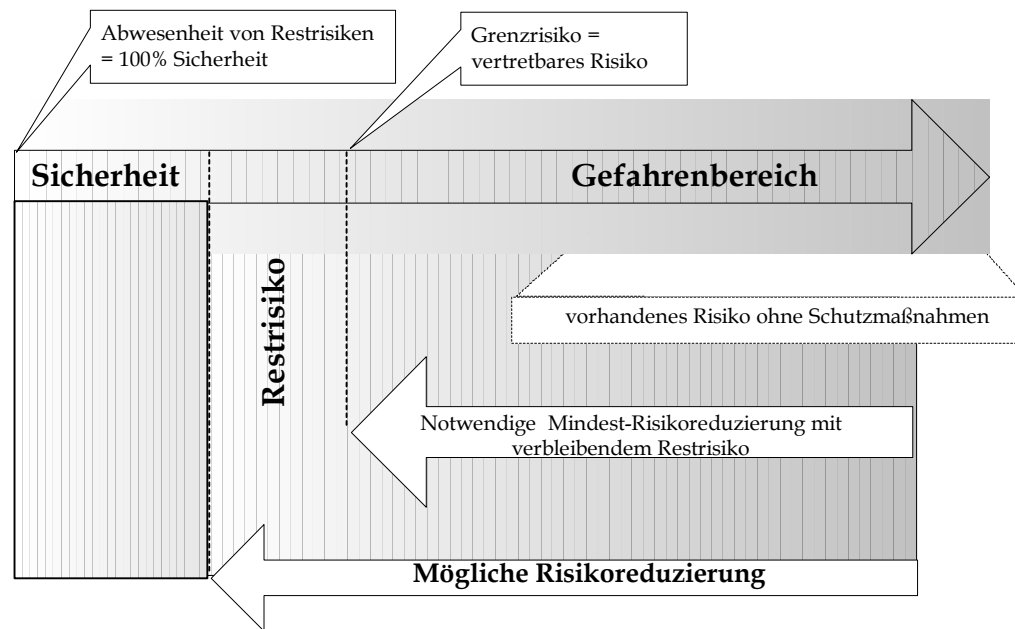 Abwesenheit von Restrisiken
= 100% Sicherheit
Grenzrisiko =
vertretbares Risiko
Sicherheit
Gefahrenbereich
Restrisiko
vorhandenes Risiko ohne Schutzmaßnahmen
Notwendige Mindest-Risikoreduzierung mit
verbleibendem Restrisiko
Mögliche Risikoreduzierung